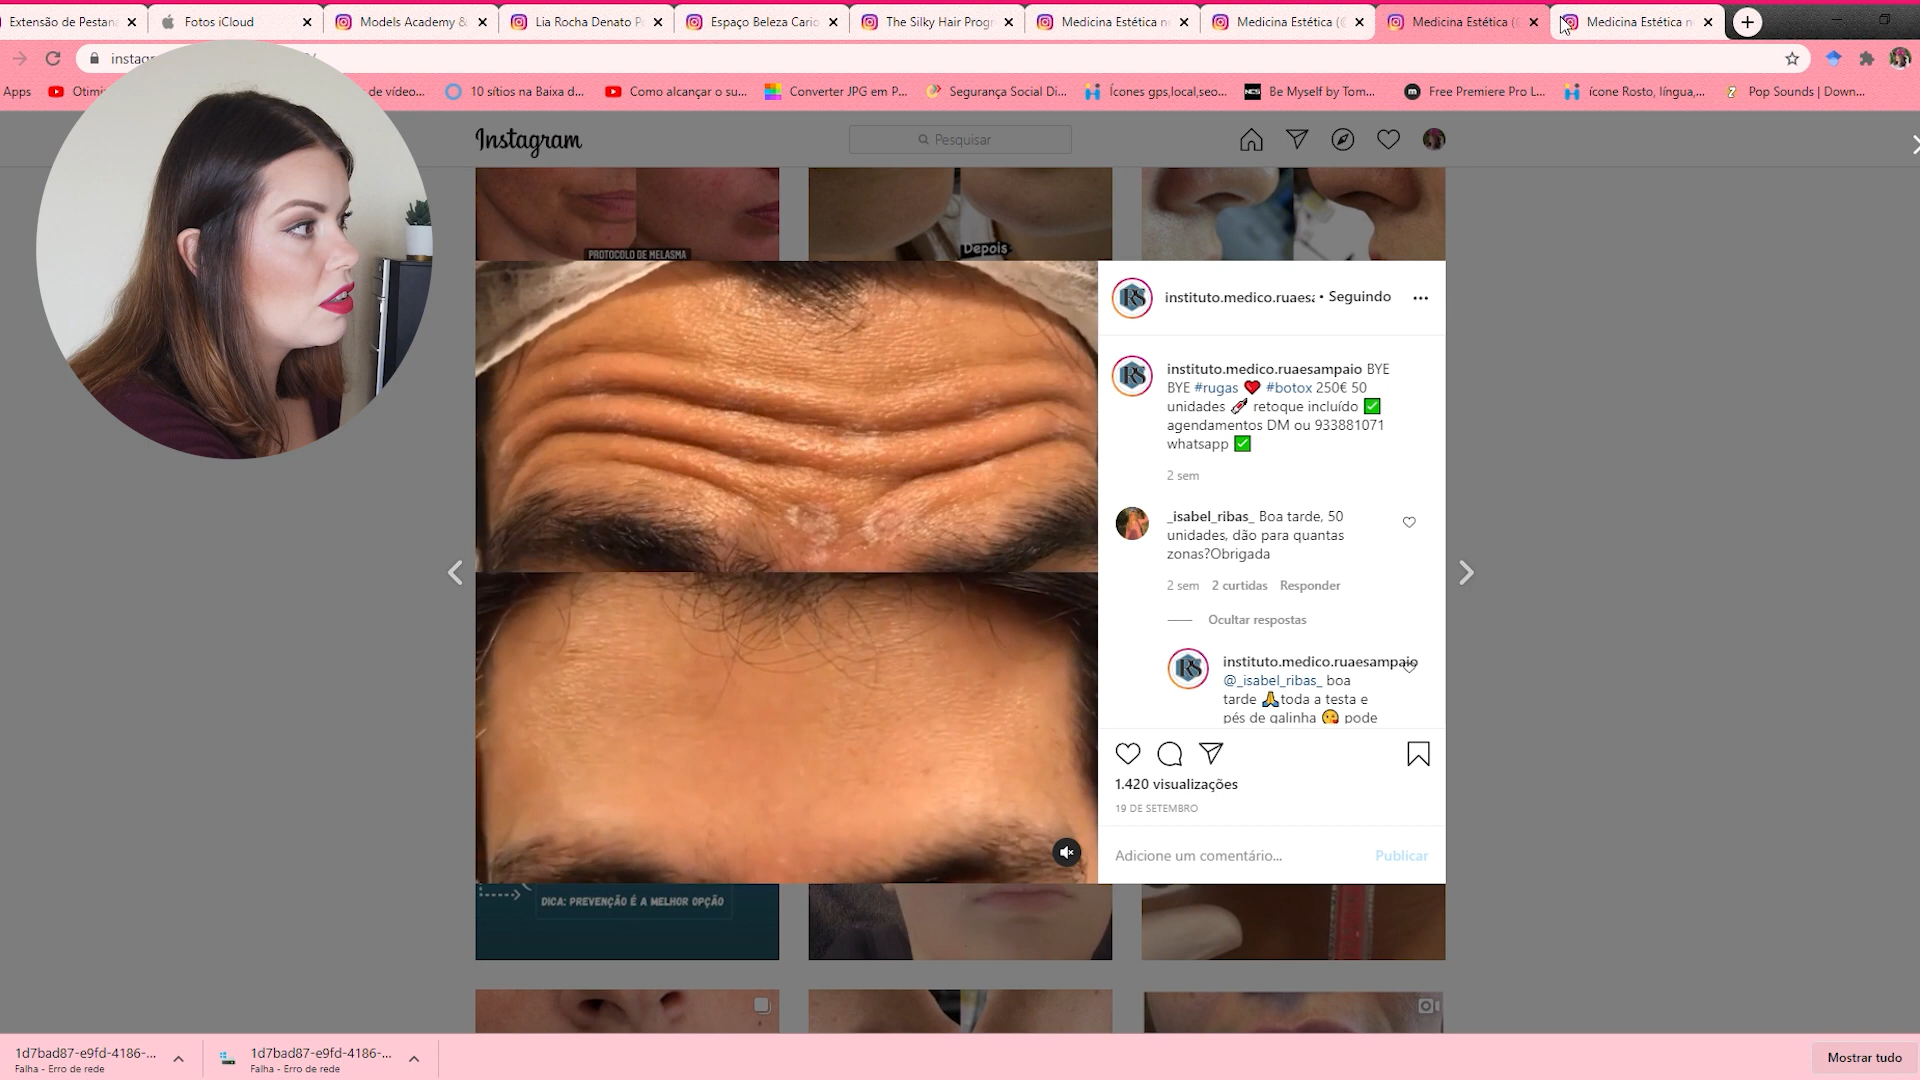 Extensão de Pestan
Fotos iCloud
Models Academy &
Lia Rocha Denato P
Espaço Beleza Cario
The Silky Hair Progr
Medicina Estética n
Medicina Estética (
Medicina Estética (
Medicina Estética n
instag
Apps
Otimi
de vídeo...
10 sítios na Baixa d...
Como alcançar o su...
Converter JPG em P...
Segurança Social Di...
Ícones gps,local,seo...
NCS
Be Myself by Tom...
Free Premiere Pro L...
ícone Rosto, língua,...
Pop Sounds | Down...
Instagram
Pesquisar
PROTOCOLO DE MELASMA
Depois
RS
instituto.medico.ruaesa • Seguindo
RS
instituto.medico.ruaesampaio BYE
BYE #rugas ❤️ #botox 250€ 50
unidades 💉 retoque incluído ✅
agendamentos DM ou 933881071
whatsapp ✅
2 sem
_isabel_ribas_ Boa tarde, 50
unidades, dão para quantas
zonas?Obrigada
2 sem 2 curtidas Responder
Ocultar respostas
RS
instituto.medico.ruaesampaio
@_isabel_ribas_ boa
tarde 🙏toda a testa e
pés de galinha 😘 pode
1.420 visualizações
19 DE SETEMBRO
Adicione um comentário... Publicar
DICA: PREVENÇÃO É A MELHOR OPÇÃO
1d7bad87-e9fd-4186-...
Falha - Erro de rede
1d7bad87-e9fd-4186-...
Falha - Erro de rede
Mostrar tudo